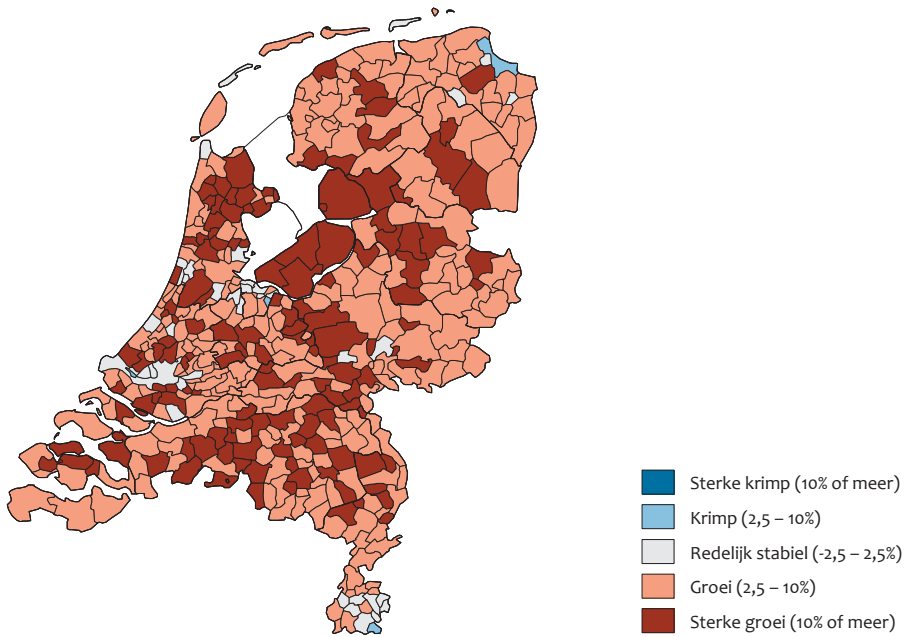 Sterke krimp (10% of meer)
Krimp (2,5 – 10%)
Redelijk stabiel (-2,5 – 2,5%)
Groei (2,5 – 10%)
Sterke groei (10% of meer)